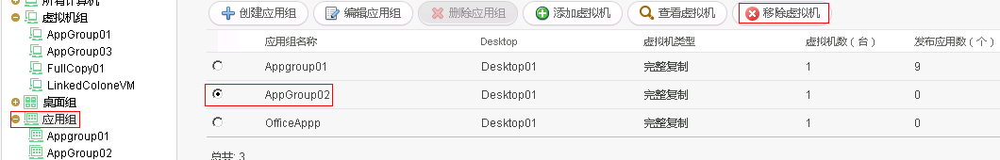 所有计算机
虚拟机组
AppGroup01
AppGroup03
FullCopy01
LinkedColoneVM
桌面组
应用组
Appgroup01
AppGroup02
创建应用组 编辑应用组 删除应用组 添加虚拟机 查看虚拟机 移除虚拟机
应用组名称 Desktop 虚拟机类型 虚拟机数（台） 发布应用数（个）
Appgroup01 Desktop01 完整复制 1 9
AppGroup02 Desktop01 完整复制 1 0
OfficeAppp Desktop01 完整复制 1 0
总共: 3